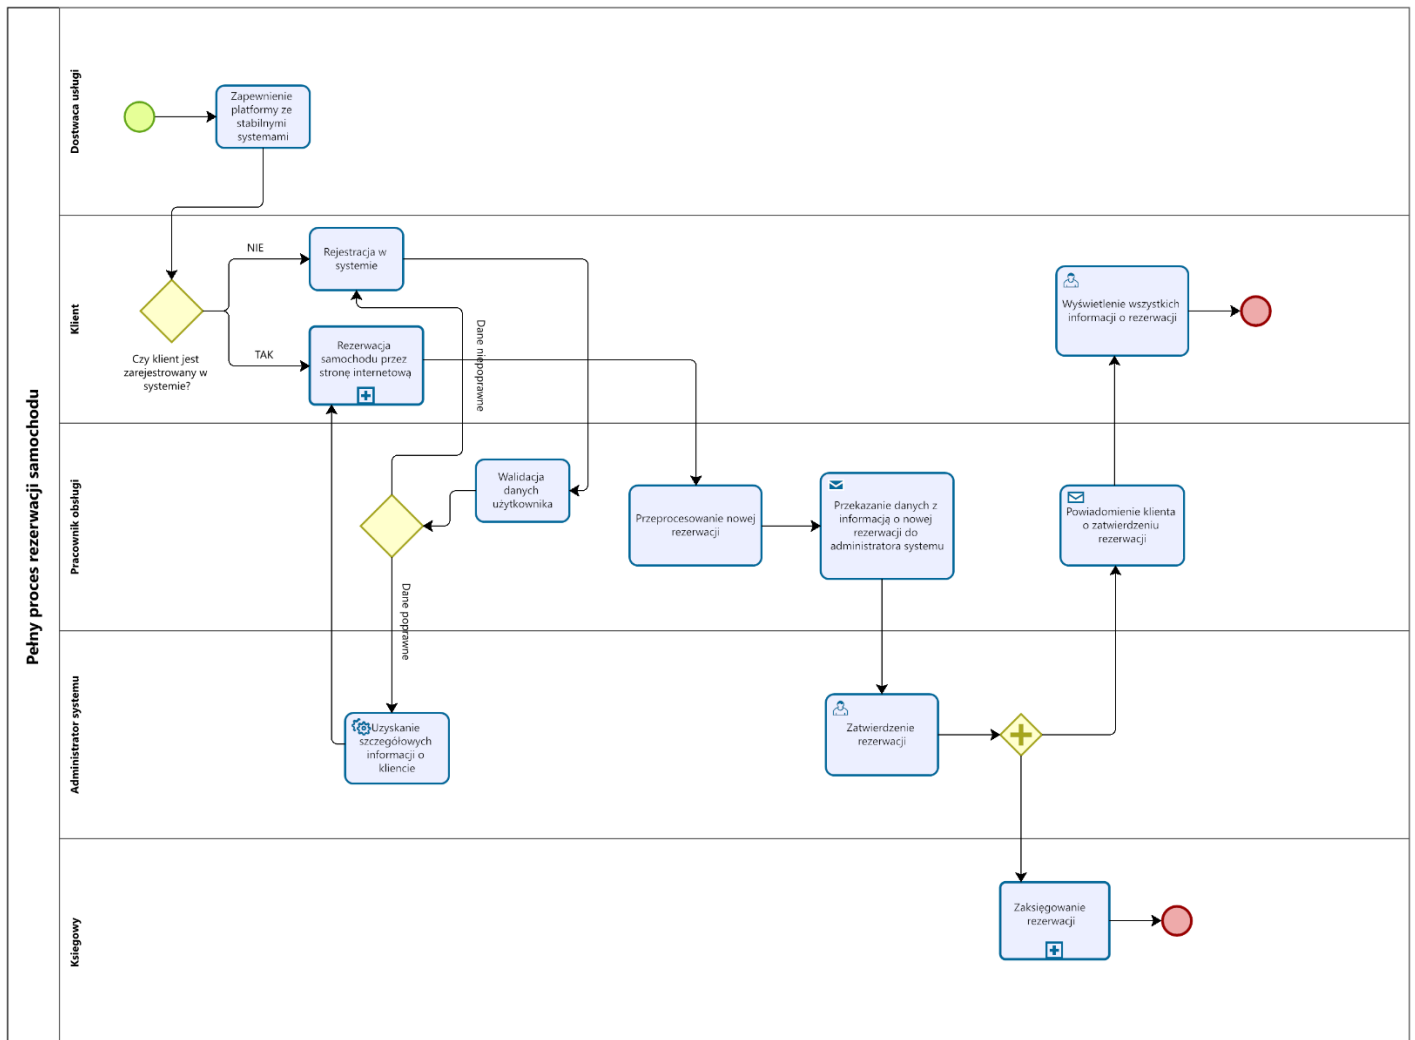 Pełny proces rezerwacji samochodu
Dostwaca usługi
Zapewnienie
platformy ze
stabilnymi
systemami
Klient
NIE
Rejestracja w
systemie
Czy klient jest
zarejestrowany w
systemie?
TAK
Rezerwacja
samochodu przez
stronę internetową
Dane niepoprawne
Wyświetlenie wszystkich
informacji o rezerwacji
Pracownik obsługi
Walidacja
danych
użytkownika
Dane poprawne
Przeprocesowanie nowej
rezerwacji
Przekazanie danych z
informacją o nowej
rezerwacji do
administratora systemu
Powiadomienie klienta
o zatwierdzeniu
rezerwacji
Administrator systemu
Uzyskanie
szczegółowych
informacji o
kliencie
Zatwierdzenie
rezerwacji
Ksiegowy
Zaksięgowanie
rezerwacji